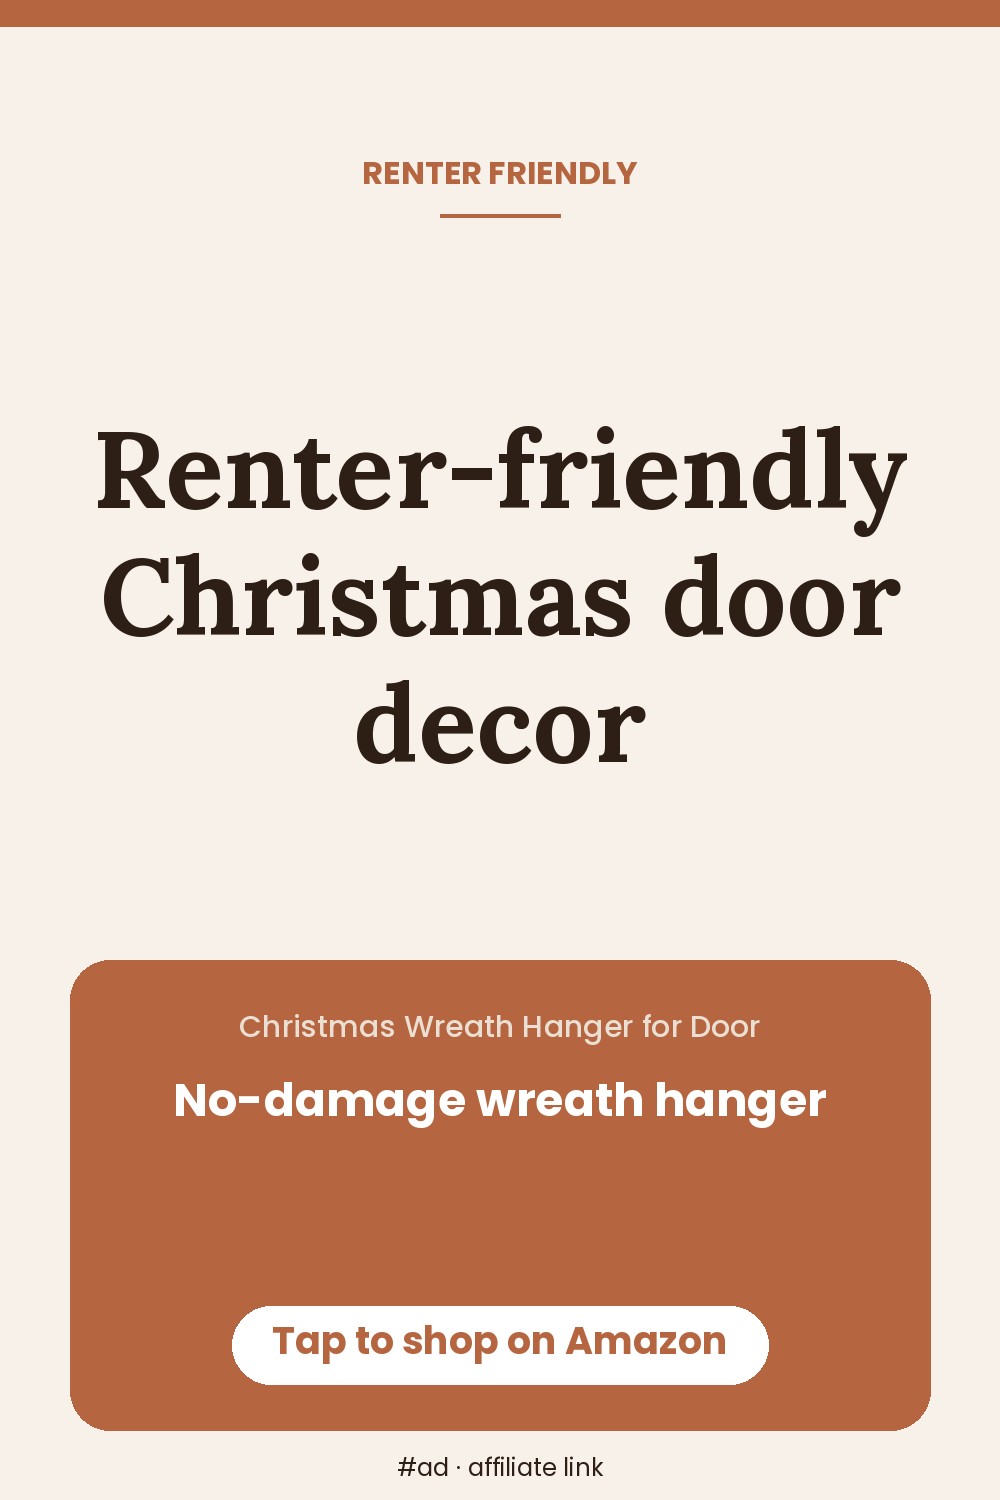 RENTER FRIENDLY
Renter-friendly
Christmas door
decor
Christmas Wreath Hanger for Door
No-damage wreath hanger
Tap to shop on Amazon
#ad · affiliate link